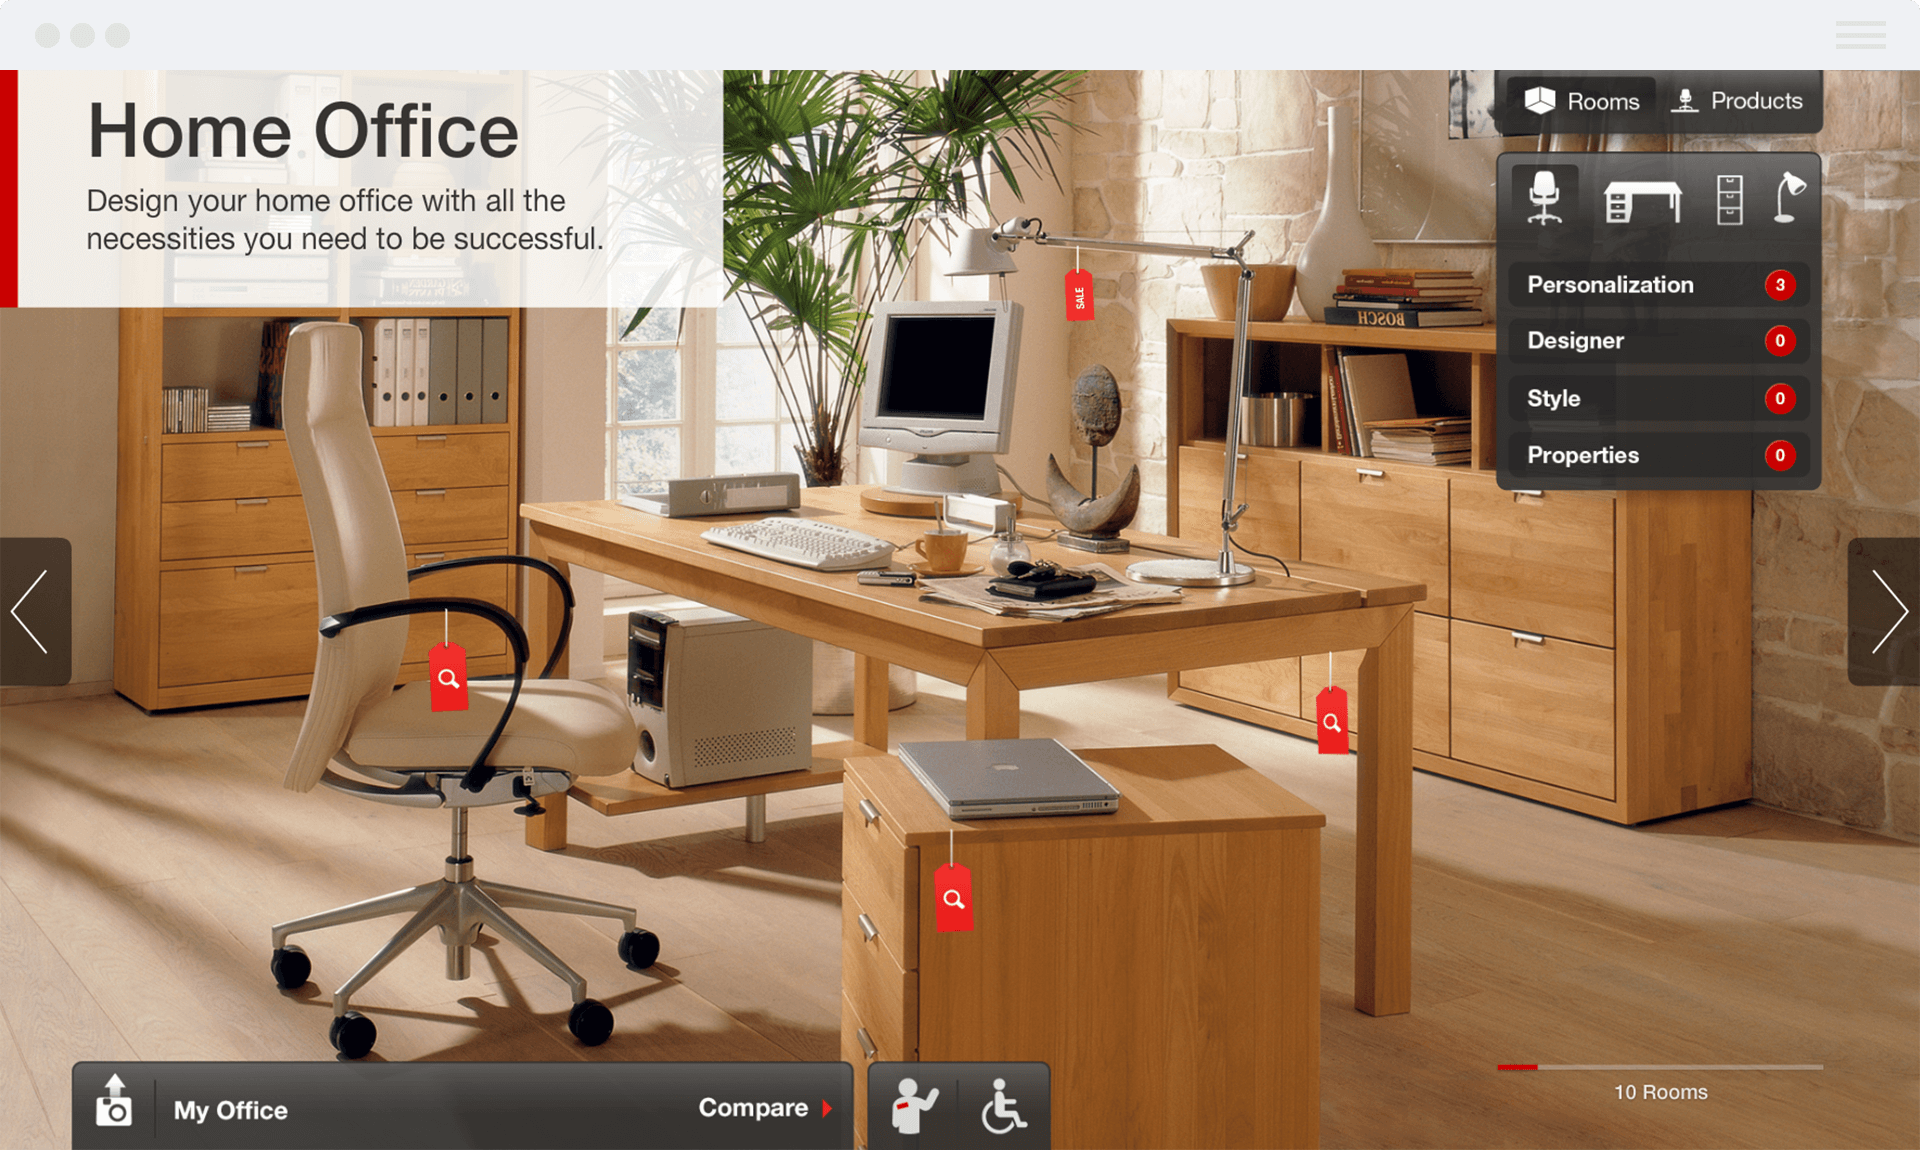 Home Office
Design your home office with all the
necessities you need to be successful.
Rooms
Products
Personalization 3
Designer 0
Style 0
Properties 0
SALE
BOSCH
My Office
Compare
10 Rooms